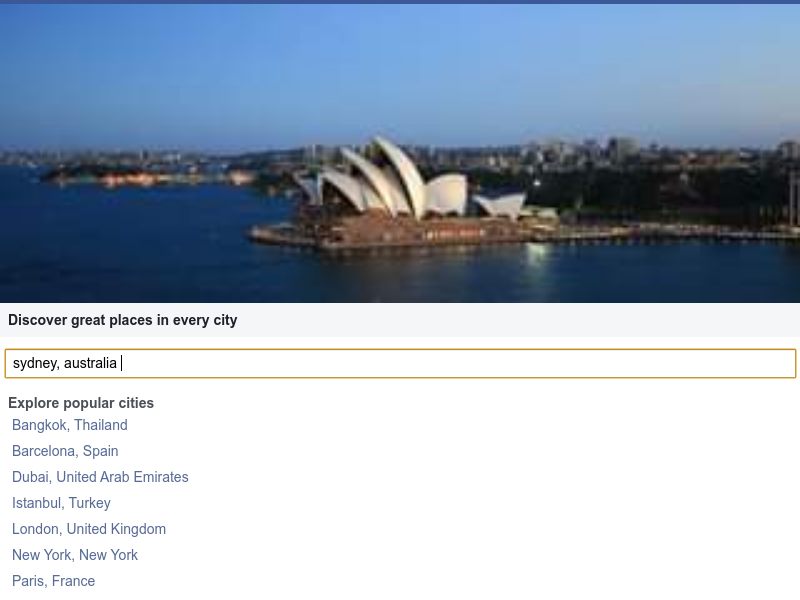 Discover great places in every city
sydney, australia
Explore popular cities
Bangkok, Thailand
Barcelona, Spain
Dubai, United Arab Emirates
Istanbul, Turkey
London, United Kingdom
New York, New York
Paris, France